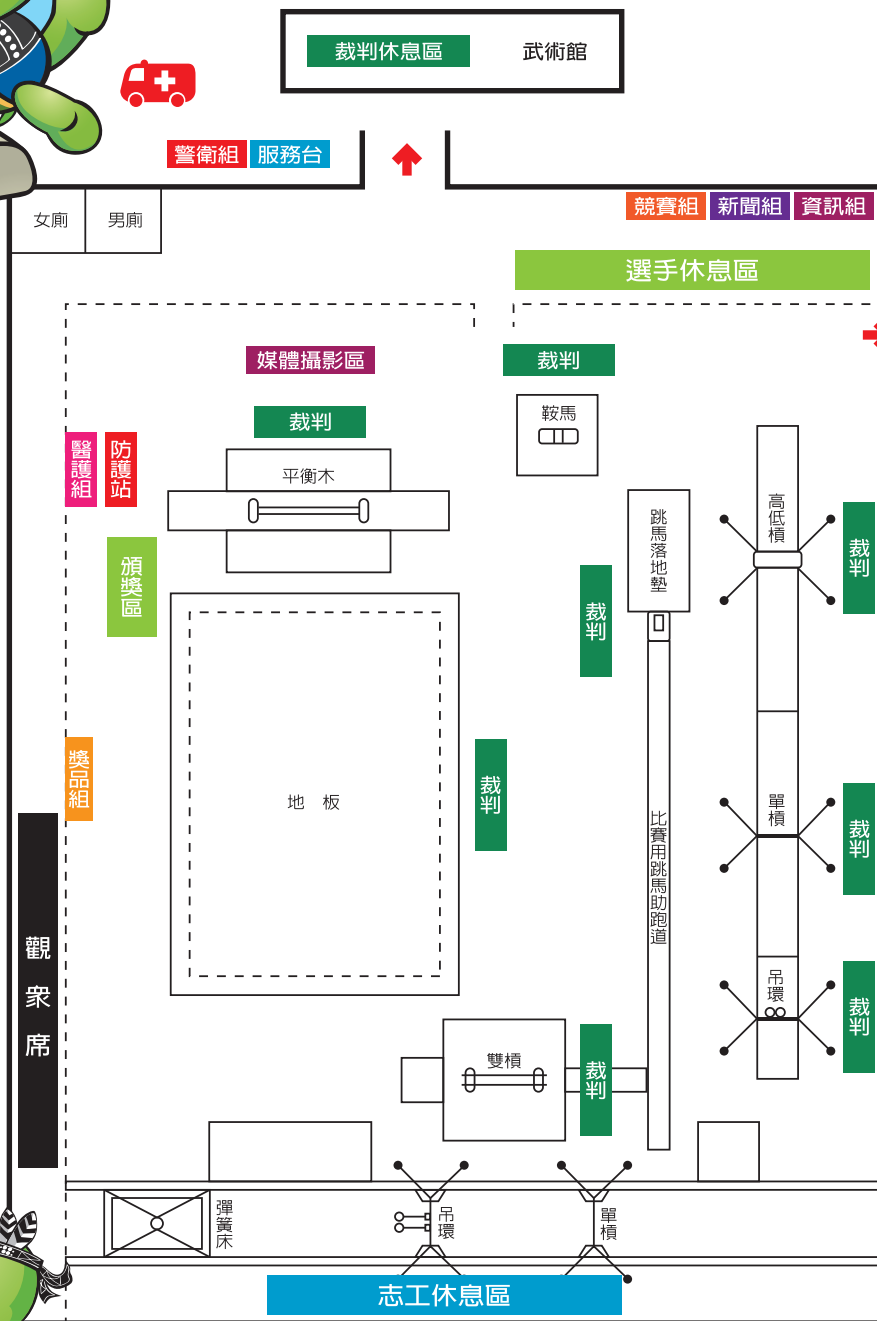 裁判休息區
武術館
警衛組
服務台
女廁
男廁
競賽組
新聞組
資訊組
選手休息區
媒體攝影區
裁判
裁判
鞍馬
醫護組
防護站
平衡木
頒獎區
跳馬落地墊
高低槓
裁判
裁判
獎品組
地 板
裁判
比賽用跳馬助跑道
單槓
裁判
觀眾席
吊環
裁判
雙槓
裁判
彈簧床
吊環
單槓
志工休息區